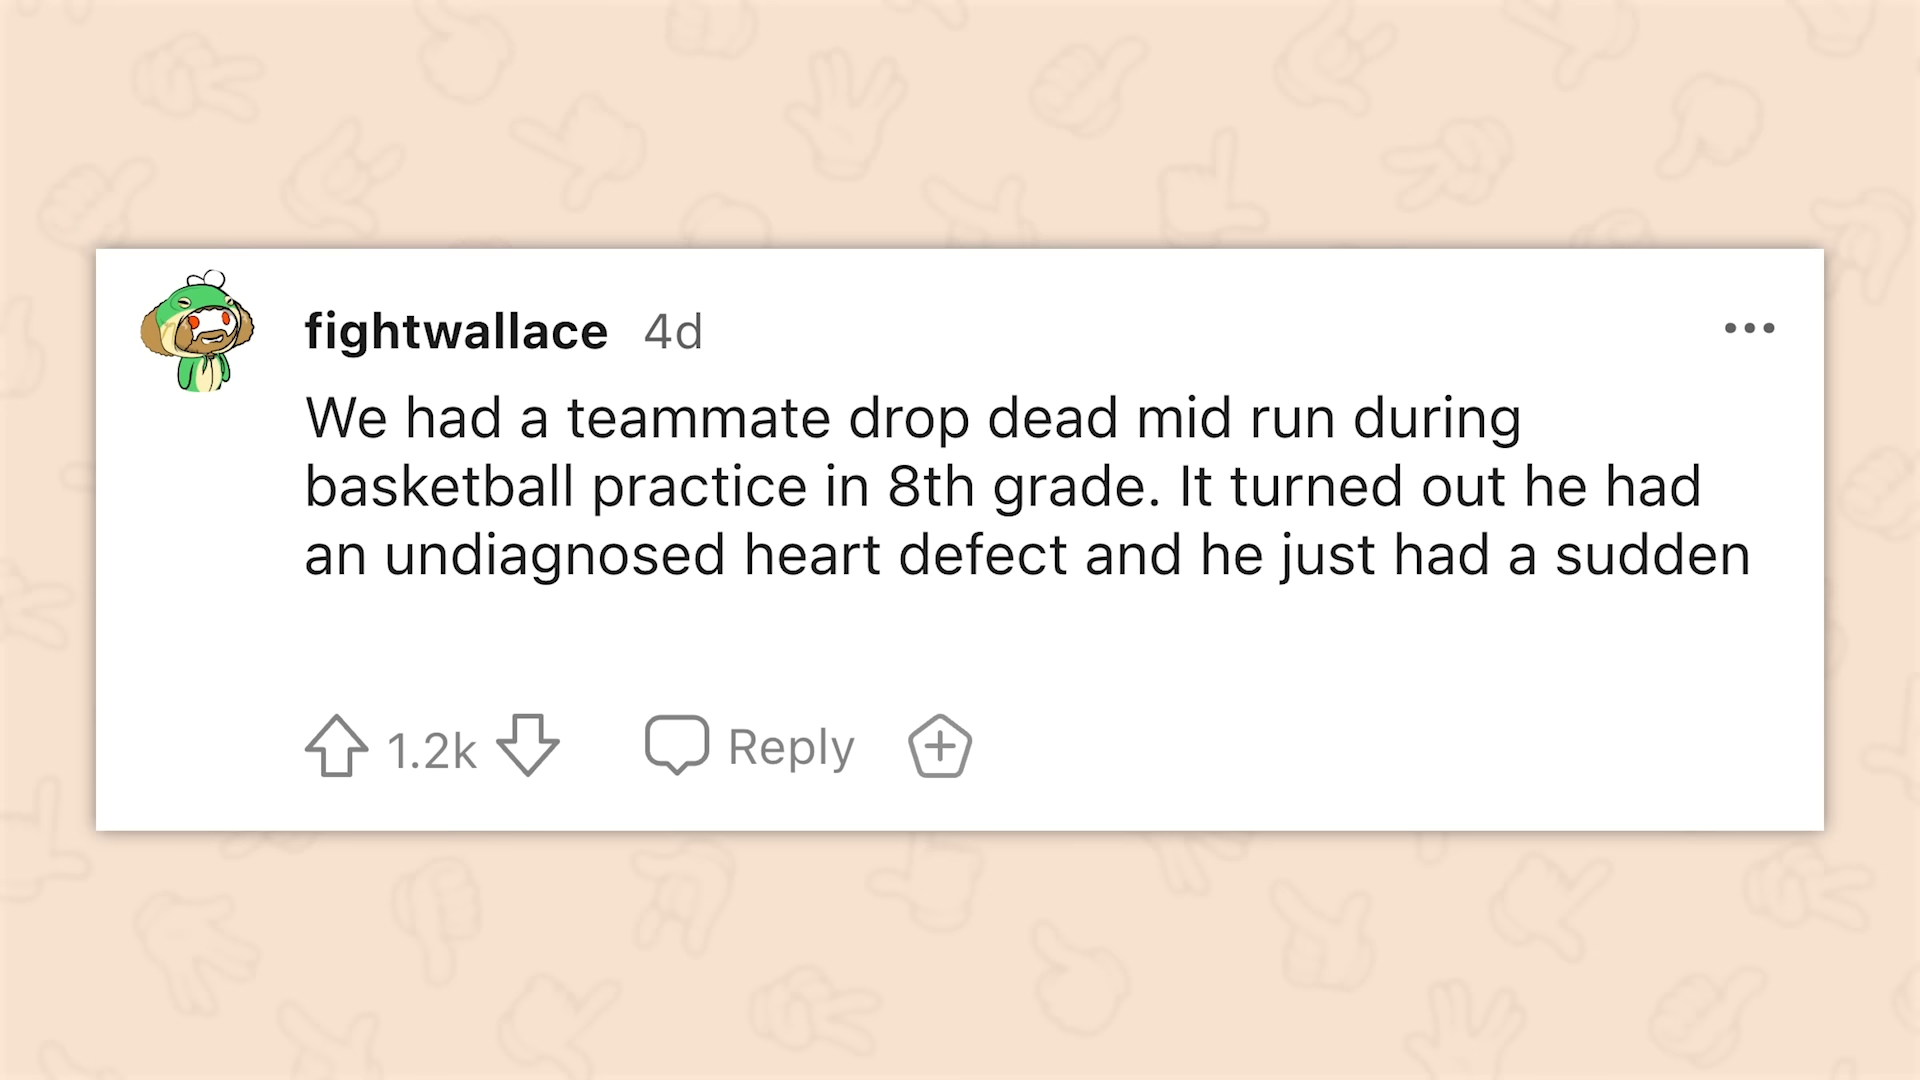 fightwallace 4d
We had a teammate drop dead mid run during
basketball practice in 8th grade. It turned out he had
an undiagnosed heart defect and he just had a sudden
1.2k Reply